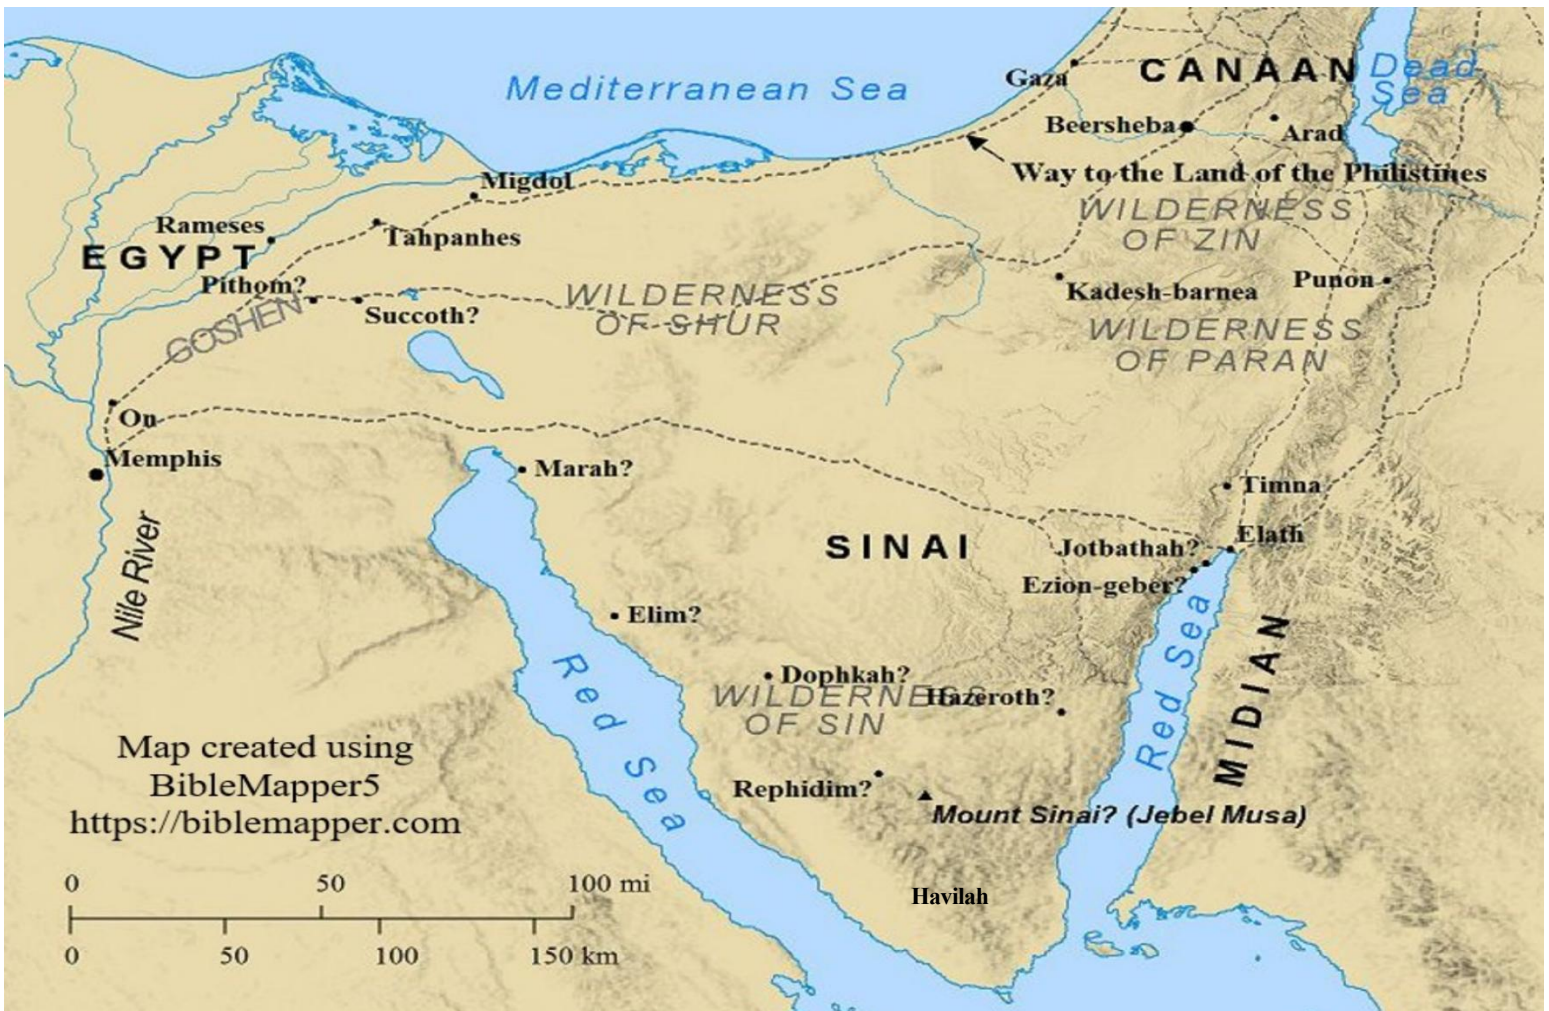 Mediterranean Sea
Gaza
CANAAN
Dead
Sea
Beersheba
Arad
Way to the Land of the Philistines
Migdol
WILDERNESS
OF ZIN
Rameses
Tahpanhes
EGYPT
Pithom?
GOSHEN
Succoth?
WILDERNESS
OF SHUR
Kadesh-barnea
Punon
WILDERNESS
OF PARAN
On
Memphis
Marah?
Timna
SINAI
Elath
Jotbathah?
Ezion-geber?
Nile River
Elim?
Red Sea
Red Sea
MIDIAN
Dophkah?
WILDERNESS
OF SIN
Hazeroth?
Rephidim?
Mount Sinai? (Jebel Musa)
Havilah
Map created using
BibleMapper5
https://biblemapper.com
0 50 100 mi
0 50 100 150 km